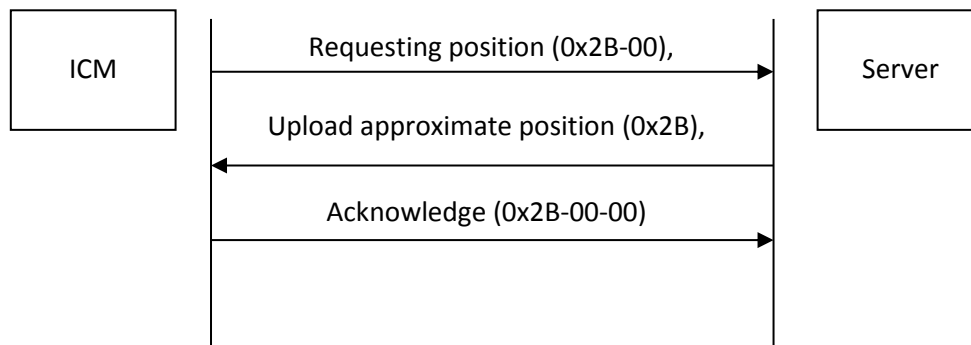 ICM
Requesting position (0x2B-00),
Server
Upload approximate position (0x2B),
Acknowledge (0x2B-00-00)